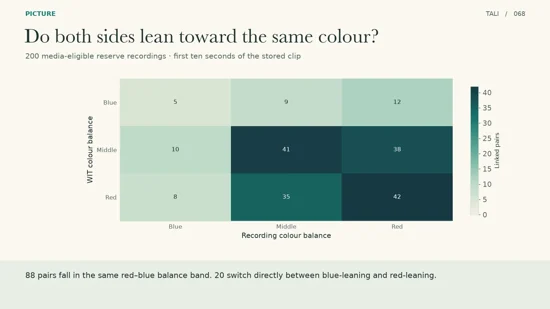 PICTURE
TALI / 068
Do both sides lean toward the same colour?
200 media-eligible reserve recordings · first ten seconds of the stored clip
WIT colour balance
Blue
5
9
12
Middle
10
41
38
Red
8
35
42
Blue
Middle
Red
Recording colour balance
40
35
30
25
20
15
10
5
0
Linked pairs
88 pairs fall in the same red–blue balance band. 20 switch directly between blue-leaning and red-leaning.